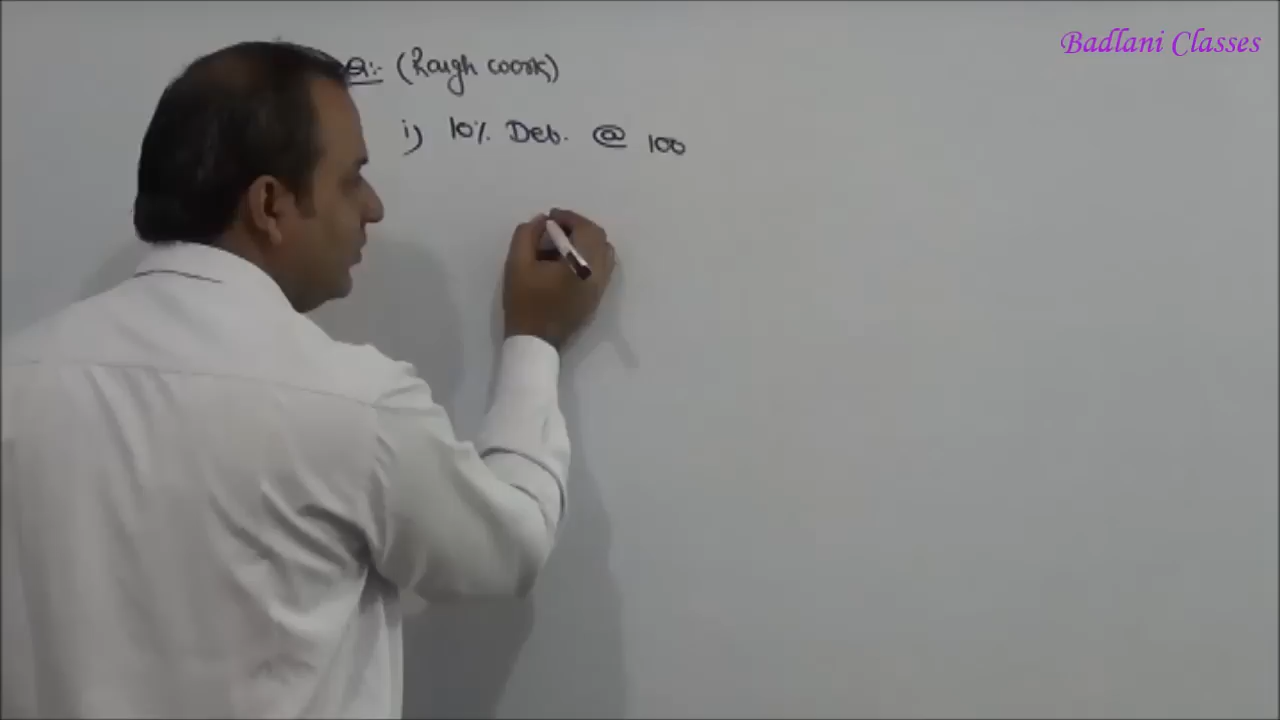 Badlani Classes
(Rough work)
i) 10% Deb. @ 100